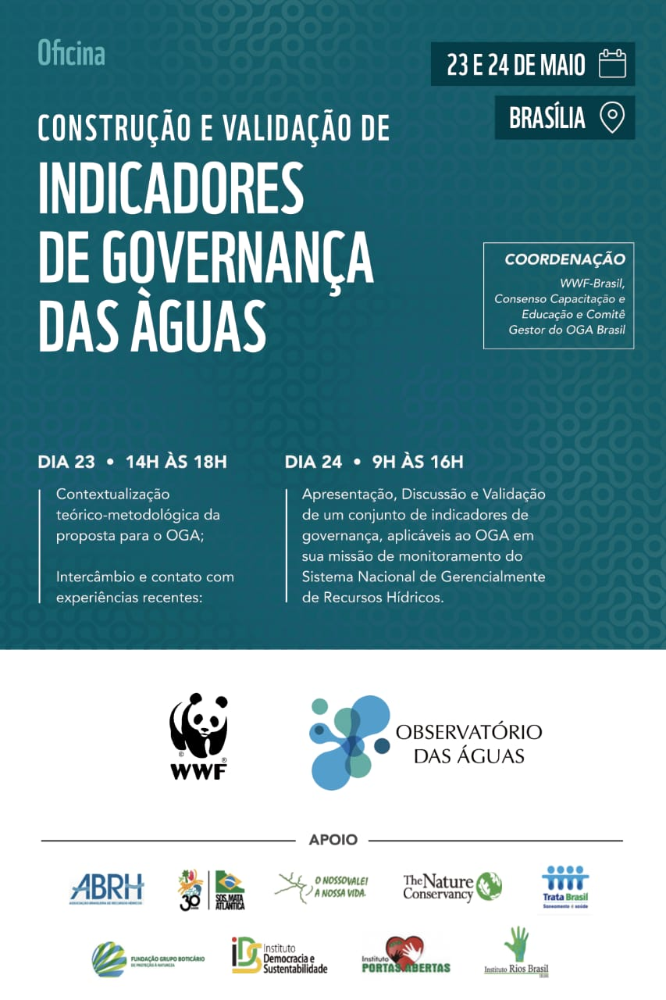 Oficina
23 E 24 DE MAIO
BRASÍLIA
CONSTRUÇÃO E VALIDAÇÃO DE
INDICADORES
DE GOVERNANÇA
DAS ÀGUAS
COORDENAÇÃO
WWF-Brasil,
Consenso Capacitação e
Educação e Comitê
Gestor do OGA Brasil
DIA 23 • 14H ÀS 18H
Contextualização
teórico-metodológica da
proposta para o OGA;
Intercâmbio e contato com
experiências recentes:
DIA 24 • 9H ÀS 16H
Apresentação, Discussão e Validação
de um conjunto de indicadores de
governança, aplicáveis ao OGA em
sua missão de monitoramento do
Sistema Nacional de Gerencialmente
de Recursos Hídricos.
©
®
WWF
OBSERVATÓRIO
DAS ÁGUAS
APOIO
ABRH
ASSOCIAÇÃO BRASILEIRA DE RECURSOS HÍDRICOS
30
SOS MATA
ATLÂNTICA
O NOSSO VALE!
A NOSSA VIDA.
The Nature
Conservancy
Trata Brasil
Saneamento é saúde
FUNDAÇÃO GRUPO BOTICÁRIO
DE PROTEÇÃO À NATUREZA
iDS
Instituto
Democracia e
Sustentabilidade
Instituto
PORTAS ABERTAS
Instituto Rios Brasil